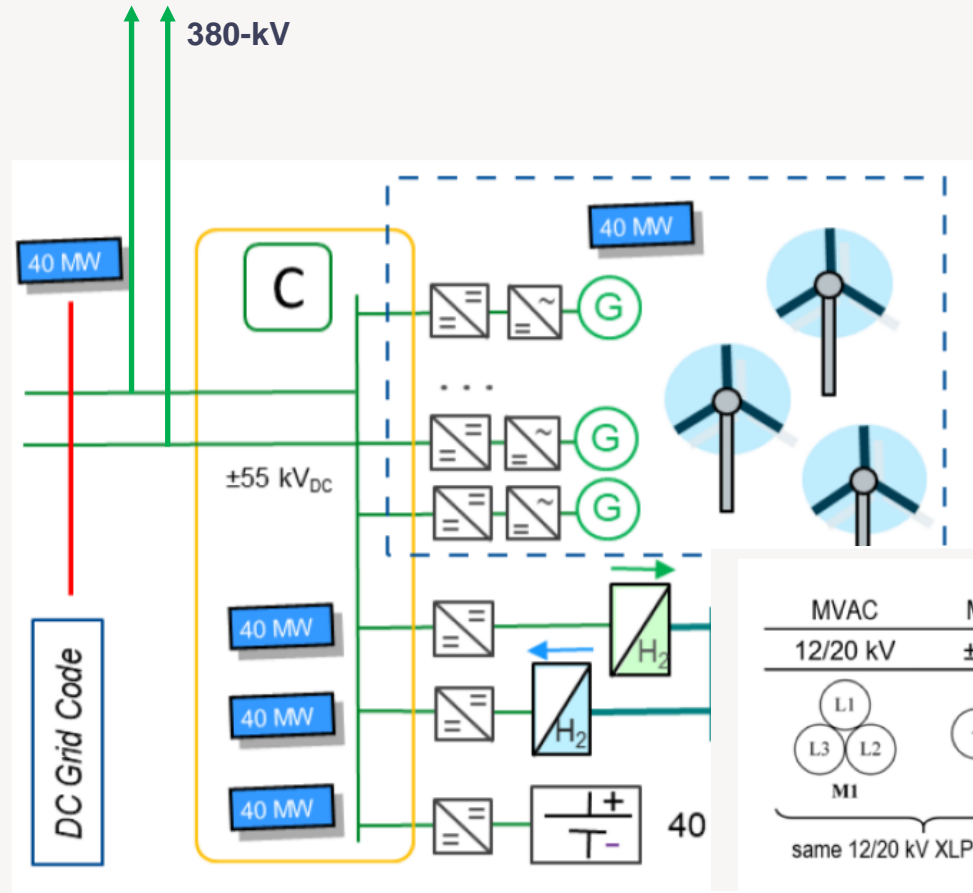 380-kV
40 MW
40 MW
C
=
=
~
=
G
. . .
=
=
~
=
G
±55 kVDC
=
=
~
=
G
DC Grid Code
40 MW
=
=
H2
40 MW
=
=
H2
40 MW
=
=
+
-
40
MVAC
12/20 kV
L1
L3
L2
M1
same 12/20 kV XLP